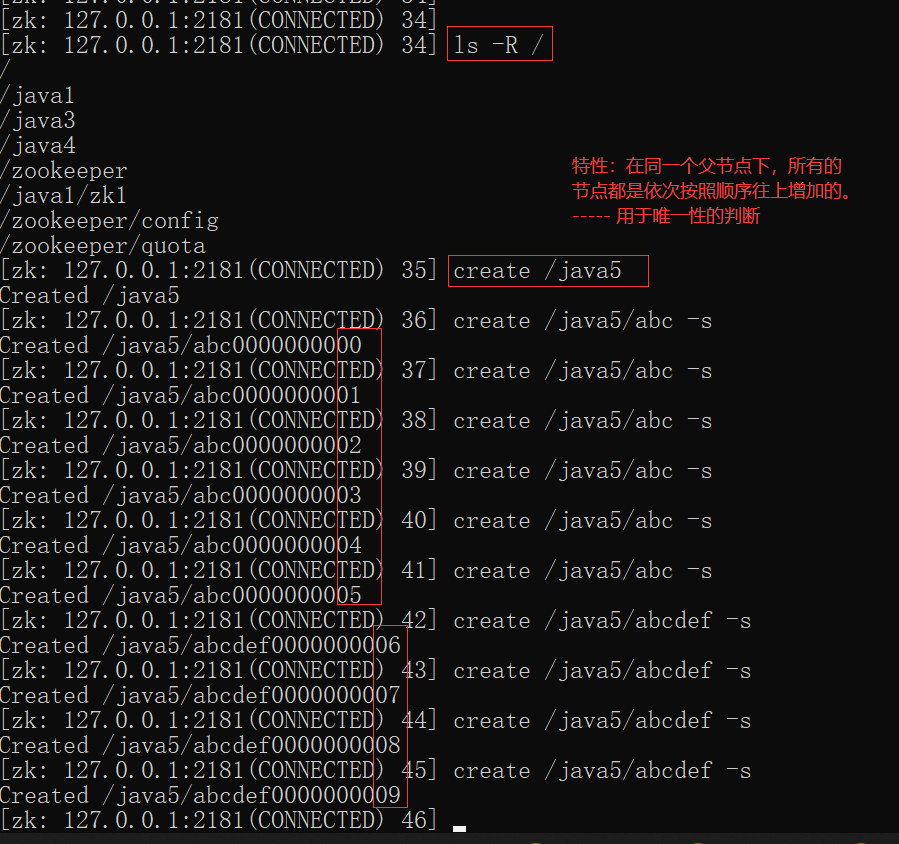 [zk: 127.0.0.1:2181(CONNECTED) 34]
[zk: 127.0.0.1:2181(CONNECTED) 34]
[zk: 127.0.0.1:2181(CONNECTED) 34] ls -R /
/
/java1
/java3
/java4
/zookeeper
/java1/zk1
/zookeeper/config
/zookeeper/quota
特性：在同一个父节点下，所有的
节点都是依次按照顺序往上增加的。
----- 用于唯一性的判断
[zk: 127.0.0.1:2181(CONNECTED) 35] create /java5
Created /java5
[zk: 127.0.0.1:2181(CONNECTED) 36] create /java5/abc -s
Created /java5/abc0000000000
[zk: 127.0.0.1:2181(CONNECTED) 37] create /java5/abc -s
Created /java5/abc0000000001
[zk: 127.0.0.1:2181(CONNECTED) 38] create /java5/abc -s
Created /java5/abc0000000002
[zk: 127.0.0.1:2181(CONNECTED) 39] create /java5/abc -s
Created /java5/abc0000000003
[zk: 127.0.0.1:2181(CONNECTED) 40] create /java5/abc -s
Created /java5/abc0000000004
[zk: 127.0.0.1:2181(CONNECTED) 41] create /java5/abc -s
Created /java5/abc0000000005
[zk: 127.0.0.1:2181(CONNECTED) 42] create /java5/abcdef -s
Created /java5/abcdef0000000006
[zk: 127.0.0.1:2181(CONNECTED) 43] create /java5/abcdef -s
Created /java5/abcdef0000000007
[zk: 127.0.0.1:2181(CONNECTED) 44] create /java5/abcdef -s
Created /java5/abcdef0000000008
[zk: 127.0.0.1:2181(CONNECTED) 45] create /java5/abcdef -s
Created /java5/abcdef0000000009
[zk: 127.0.0.1:2181(CONNECTED) 46]